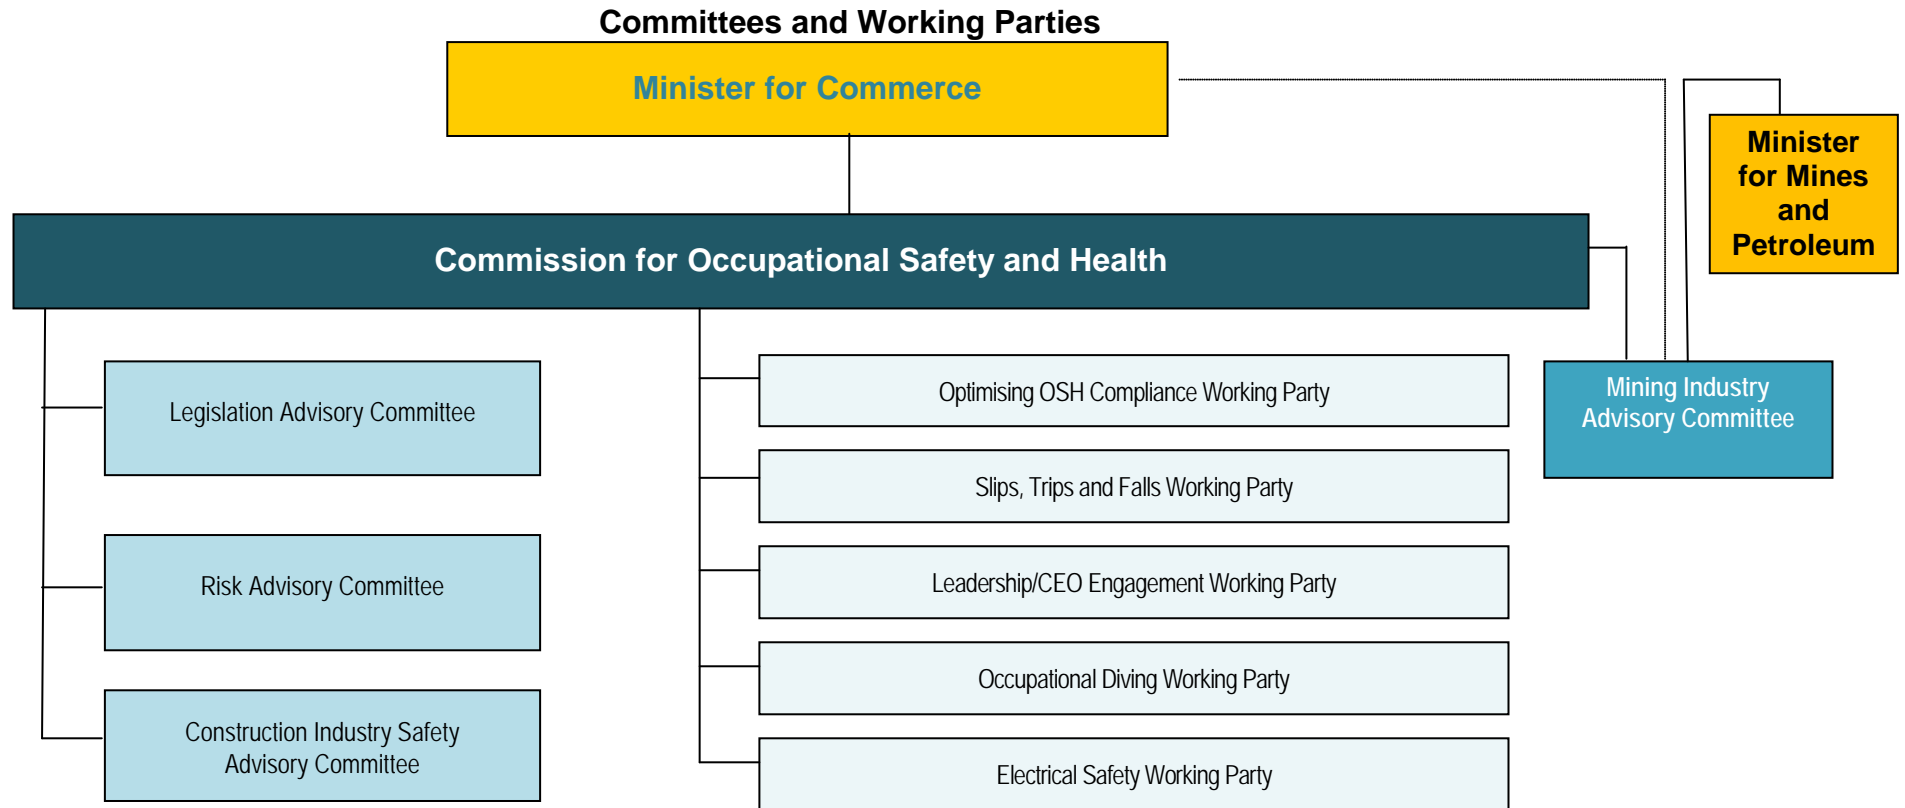 Committees and Working Parties
Minister for Commerce
Minister
for Mines
and
Petroleum
Commission for Occupational Safety and Health
Legislation Advisory Committee
Risk Advisory Committee
Construction Industry Safety
Advisory Committee
Optimising OSH Compliance Working Party
Slips, Trips and Falls Working Party
Leadership/CEO Engagement Working Party
Occupational Diving Working Party
Electrical Safety Working Party
Mining Industry
Advisory Committee